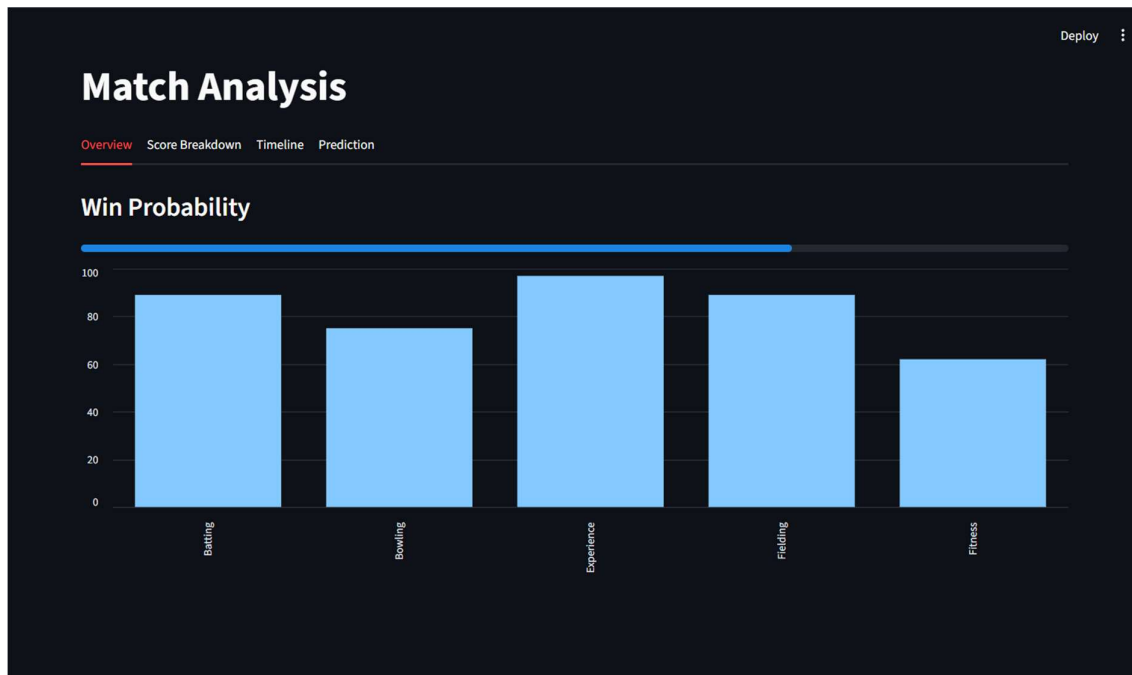 Deploy
Match Analysis
Overview Score Breakdown Timeline Prediction
Win Probability
100
80
60
40
20
0
Batting
Bowling
Experience
Fielding
Fitness